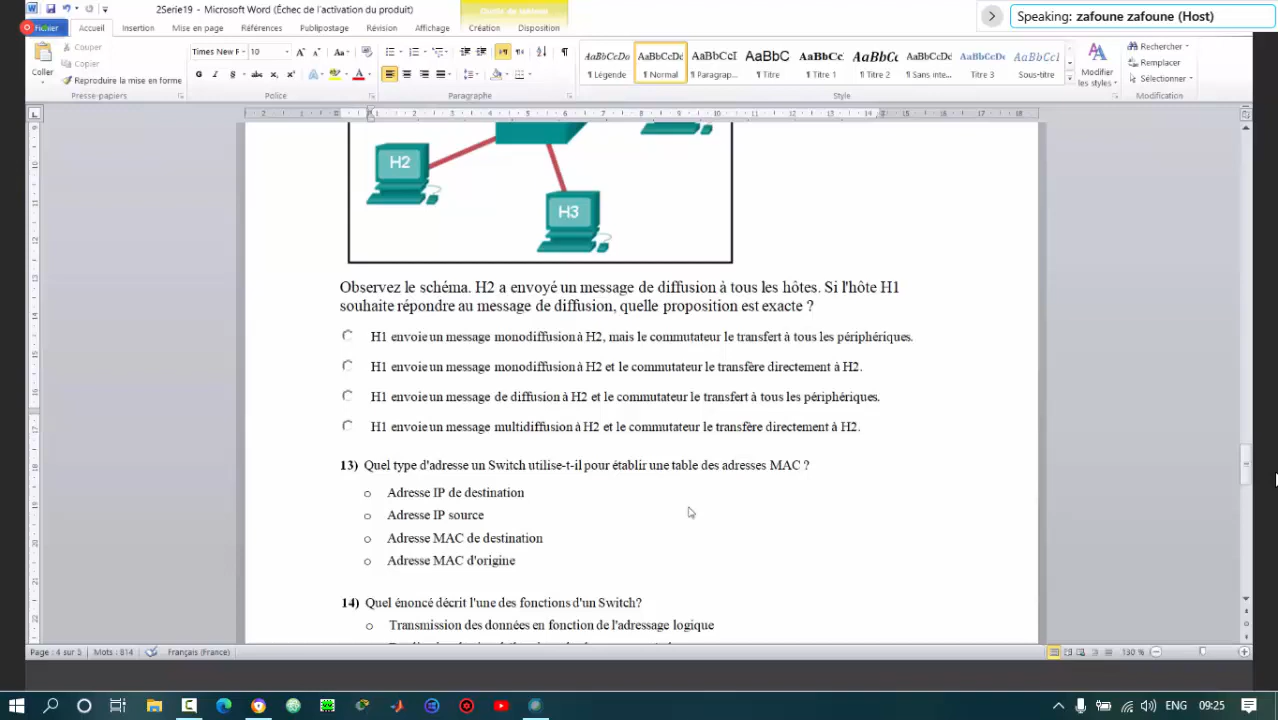 2Serie19 - Microsoft Word (Échec de l'activation du produit)
Speaking: zafoune zafoune (Host)
Fichier Accueil Insertion Mise en page Références Publipostage Révision Affichage Création Disposition
Coller
Couper
Copier
Reproduire la mise en forme
Presse-papiers
Times New F 10
Police
Paragraphe
AaBbCcDc AaBbCcDc AaBbCcI AaBbC AaBbCc AaBbCc AaBbCcDc AaBbCcDc AaBbCcI
¶ Légende ¶ Normal ¶ Paragrap... ¶ Titre ¶ Titre 1 ¶ Titre 2 ¶ Sans inte... Titre 3 Sous-titre
Modifier les styles
Style
Rechercher
Remplacer
Sélectionner
Modification
H2
H3
Observez le schéma. H2 a envoyé un message de diffusion à tous les hôtes. Si l'hôte H1
souhaite répondre au message de diffusion, quelle proposition est exacte ?
H1 envoie un message monodiffusion à H2, mais le commutateur le transfert à tous les périphériques.
H1 envoie un message monodiffusion à H2 et le commutateur le transfère directement à H2.
H1 envoie un message de diffusion à H2 et le commutateur le transfert à tous les périphériques.
H1 envoie un message multidiffusion à H2 et le commutateur le transfère directement à H2.
13) Quel type d'adresse un Switch utilise-t-il pour établir une table des adresses MAC ?
o Adresse IP de destination
o Adresse IP source
o Adresse MAC de destination
o Adresse MAC d'origine
14) Quel énoncé décrit l'une des fonctions d'un Switch?
o Transmission des données en fonction de l'adressage logique
Page : 4 sur 5 Mots : 814 Français (France) 130 %
ENG 09:25